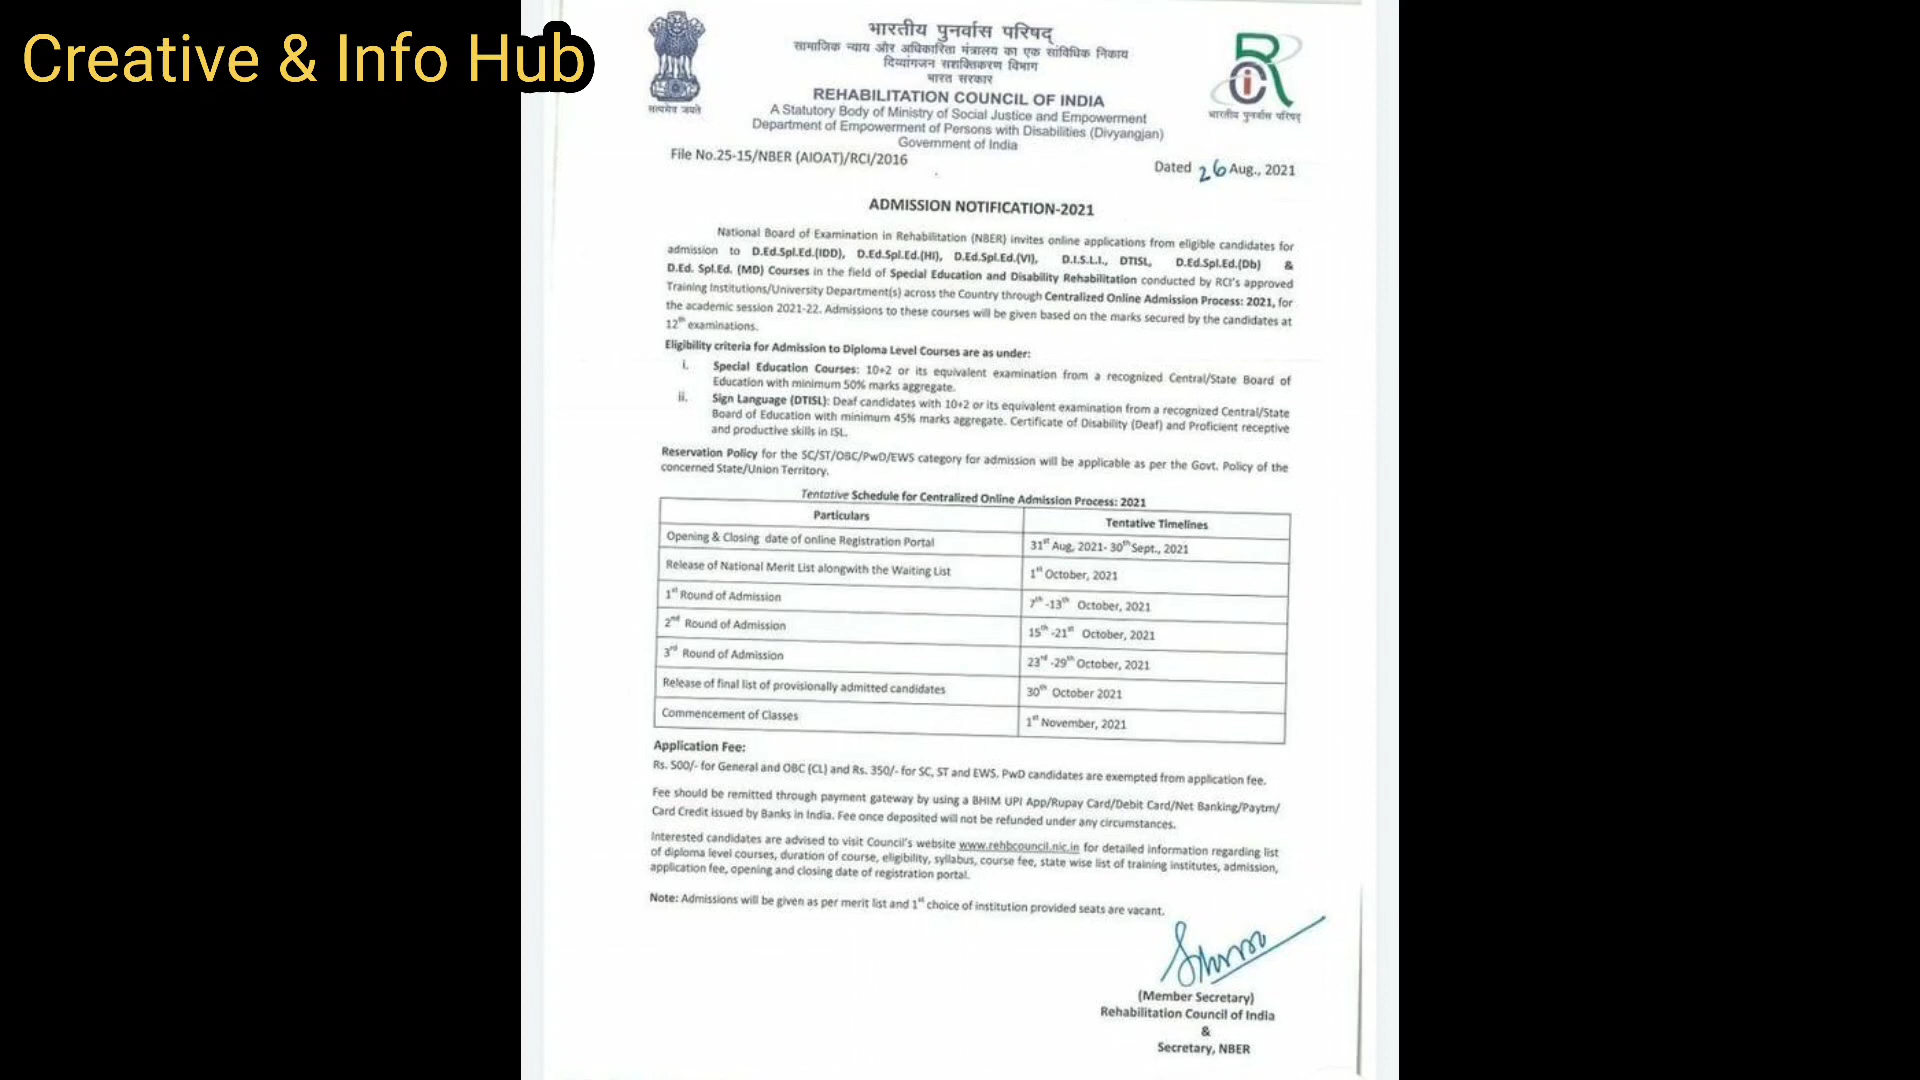 Creative & Info Hub
भारतीय पुनर्वास परिषद्
सामाजिक न्याय और अधिकारिता मंत्रालय का एक सांविधिक निकाय
दिव्यांगजन सशक्तिकरण विभाग
भारत सरकार
REHABILITATION COUNCIL OF INDIA
A Statutory Body of Ministry of Social Justice and Empowerment
Department of Empowerment of Persons with Disabilities (Divyangjan)
Government of India
सत्यमेव जयते
भारतीय पुनर्वास परिषद्
File No.25-15/NBER (AIOAT)/RCI/2016
Dated 26 Aug., 2021
ADMISSION NOTIFICATION-2021
National Board of Examination in Rehabilitation (NBER) invites online applications from eligible candidates for
admission to D.Ed.Spl.Ed.(IDD), D.Ed.Spl.Ed.(HI), D.Ed.Spl.Ed.(VI), D.I.S.L.I., DTISL, D.Ed.Spl.Ed.(Db) &
D.Ed. Spl.Ed. (MD) Courses in the field of Special Education and Disability Rehabilitation conducted by RCI's approved
Training Institutions/University Department(s) across the Country through Centralized Online Admission Process: 2021, for
the academic session 2021-22. Admissions to these courses will be given based on the marks secured by the candidates at
12th examinations.
Eligibility criteria for Admission to Diploma Level Courses are as under:
i. Special Education Courses: 10+2 or its equivalent examination from a recognized Central/State Board of
Education with minimum 50% marks aggregate.
ii. Sign Language (DTISL): Deaf candidates with 10+2 or its equivalent examination from a recognized Central/State
Board of Education with minimum 45% marks aggregate. Certificate of Disability (Deaf) and Proficient receptive
and productive skills in ISL.
Reservation Policy for the SC/ST/OBC/PwD/EWS category for admission will be applicable as per the Govt. Policy of the
concerned State/Union Territory.
Tentative Schedule for Centralized Online Admission Process: 2021
Particulars Tentative Timelines
Opening & Closing date of online Registration Portal 31st Aug, 2021- 30th Sept., 2021
Release of National Merit List alongwith the Waiting List 1st October, 2021
1st Round of Admission 7th -13th October, 2021
2nd Round of Admission 15th -21st October, 2021
3rd Round of Admission 23rd -29th October, 2021
Release of final list of provisionally admitted candidates 30th October 2021
Commencement of Classes 1st November, 2021
Application Fee:
Rs. 500/- for General and OBC (CL) and Rs. 350/- for SC, ST and EWS. PwD candidates are exempted from application fee.
Fee should be remitted through payment gateway by using a BHIM UPI App/Rupay Card/Debit Card/Net Banking/Paytm/
Card Credit issued by Banks in India. Fee once deposited will not be refunded under any circumstances.
Interested candidates are advised to visit Council's website www.rehbcouncil.nic.in for detailed information regarding list
of diploma level courses, duration of course, eligibility, syllabus, course fee, state wise list of training institutes, admission,
application fee, opening and closing date of registration portal.
Note: Admissions will be given as per merit list and 1st choice of institution provided seats are vacant.
(Member Secretary)
Rehabilitation Council of India
&
Secretary, NBER